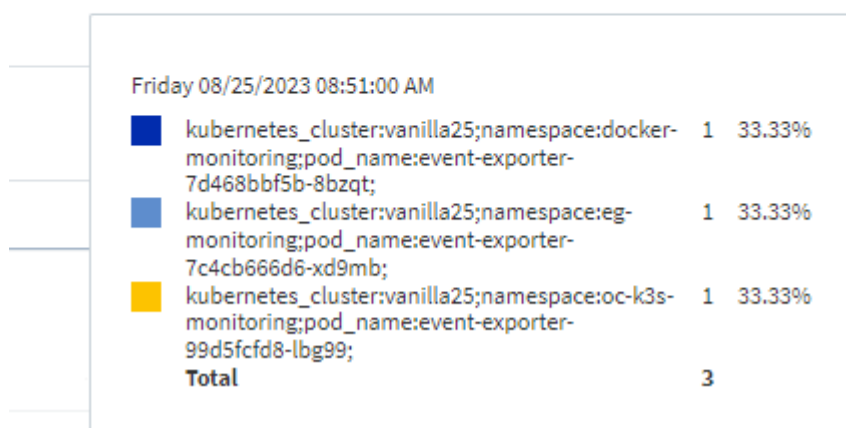 Friday 08/25/2023 08:51:00 AM
kubernetes_cluster:vanilla25;namespace:docker- 1 33.33%
monitoring;pod_name:event-exporter-
7d468bbf5b-8bzqt;
kubernetes_cluster:vanilla25;namespace:eg- 1 33.33%
monitoring;pod_name:event-exporter-
7c4cb666d6-xd9mb;
kubernetes_cluster:vanilla25;namespace:oc-k3s- 1 33.33%
monitoring;pod_name:event-exporter-
99d5fcfd8-lbg99;
Total 3